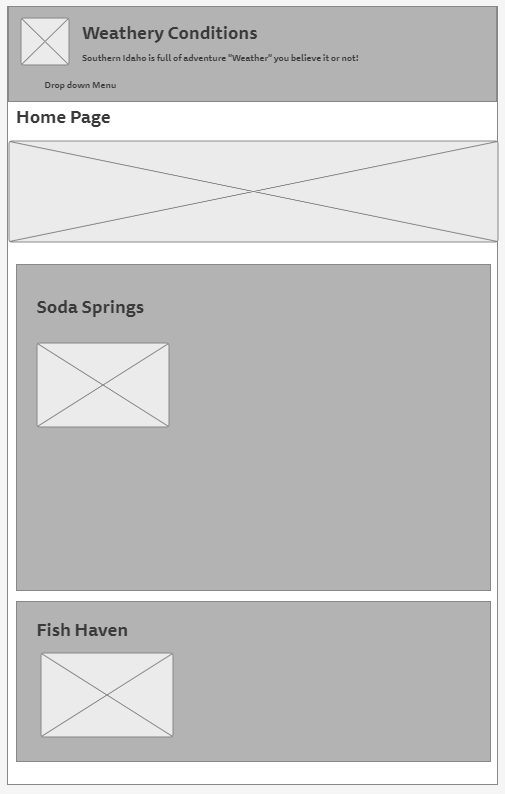 Weathery Conditions
Southern Idaho is full of adventure "Weather" you believe it or not!
Drop down Menu
Home Page
Soda Springs
Fish Haven